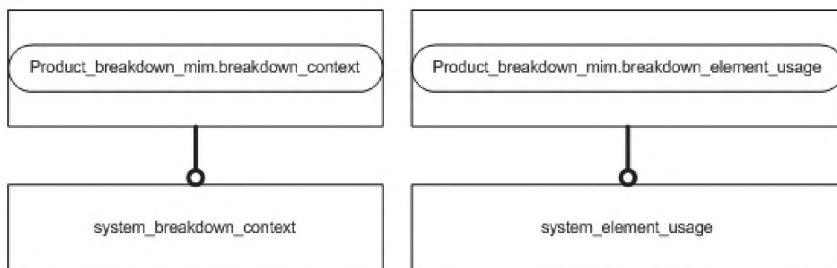 Product_breakdown_mim.breakdown_context
Product_breakdown_mim.breakdown_element_usage
system_breakdown_context
system_element_usage